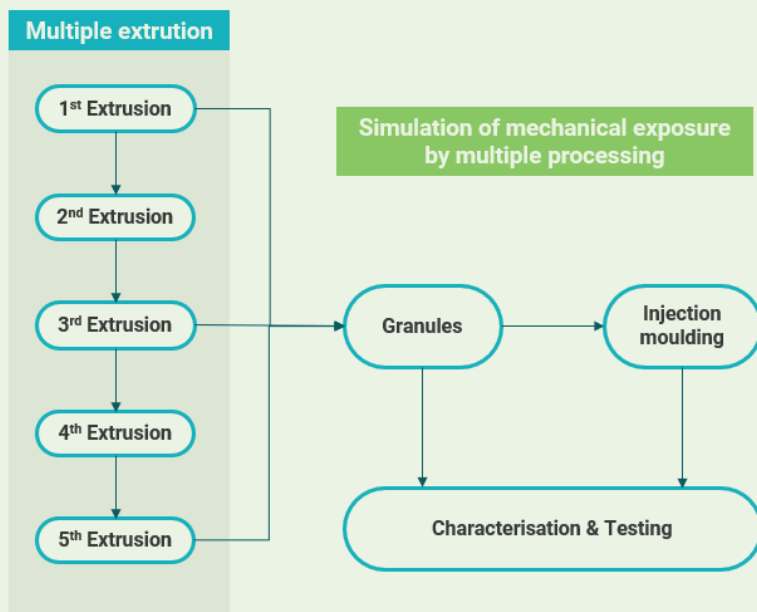 Multiple extrution
1st Extrusion
2nd Extrusion
3rd Extrusion
4th Extrusion
5th Extrusion
Simulation of mechanical exposure
by multiple processing
Granules
Injection
moulding
Characterisation & Testing